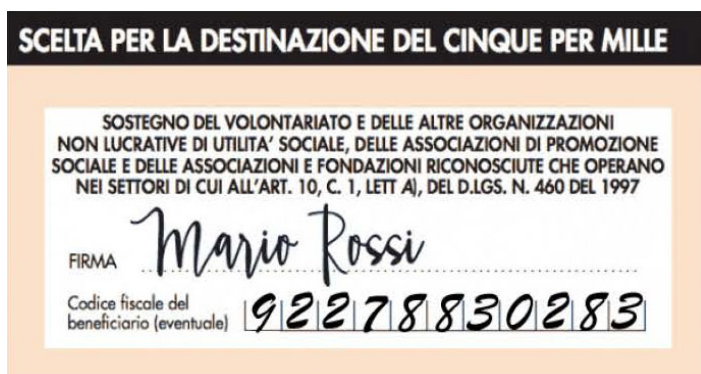 SCELTA PER LA DESTINAZIONE DEL CINQUE PER MILLE
SOSTEGNO DEL VOLONTARIATO E DELLE ALTRE ORGANIZZAZIONI
NON LUCRATIVE DI UTILITA' SOCIALE, DELLE ASSOCIAZIONI DI PROMOZIONE
SOCIALE E DELLE ASSOCIAZIONI E FONDAZIONI RICONOSCIUTE CHE OPERANO
NEI SETTORI DI CUI ALL'ART. 10, C. 1, LETT A), DEL D.LGS. N. 460 DEL 1997
FIRMA Mario Rossi
Codice fiscale del
beneficiario (eventuale) 92278830283